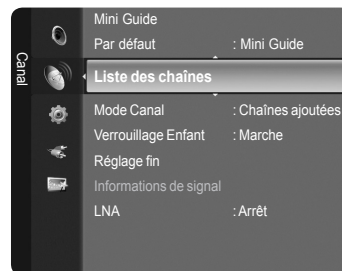 Canal
Mini Guide
Par défaut : Mini Guide
Liste des chaînes
Mode Canal : Chaînes ajoutées
Verrouillage Enfant : Marche
Réglage fin
Informations de signal
LNA : Arrêt